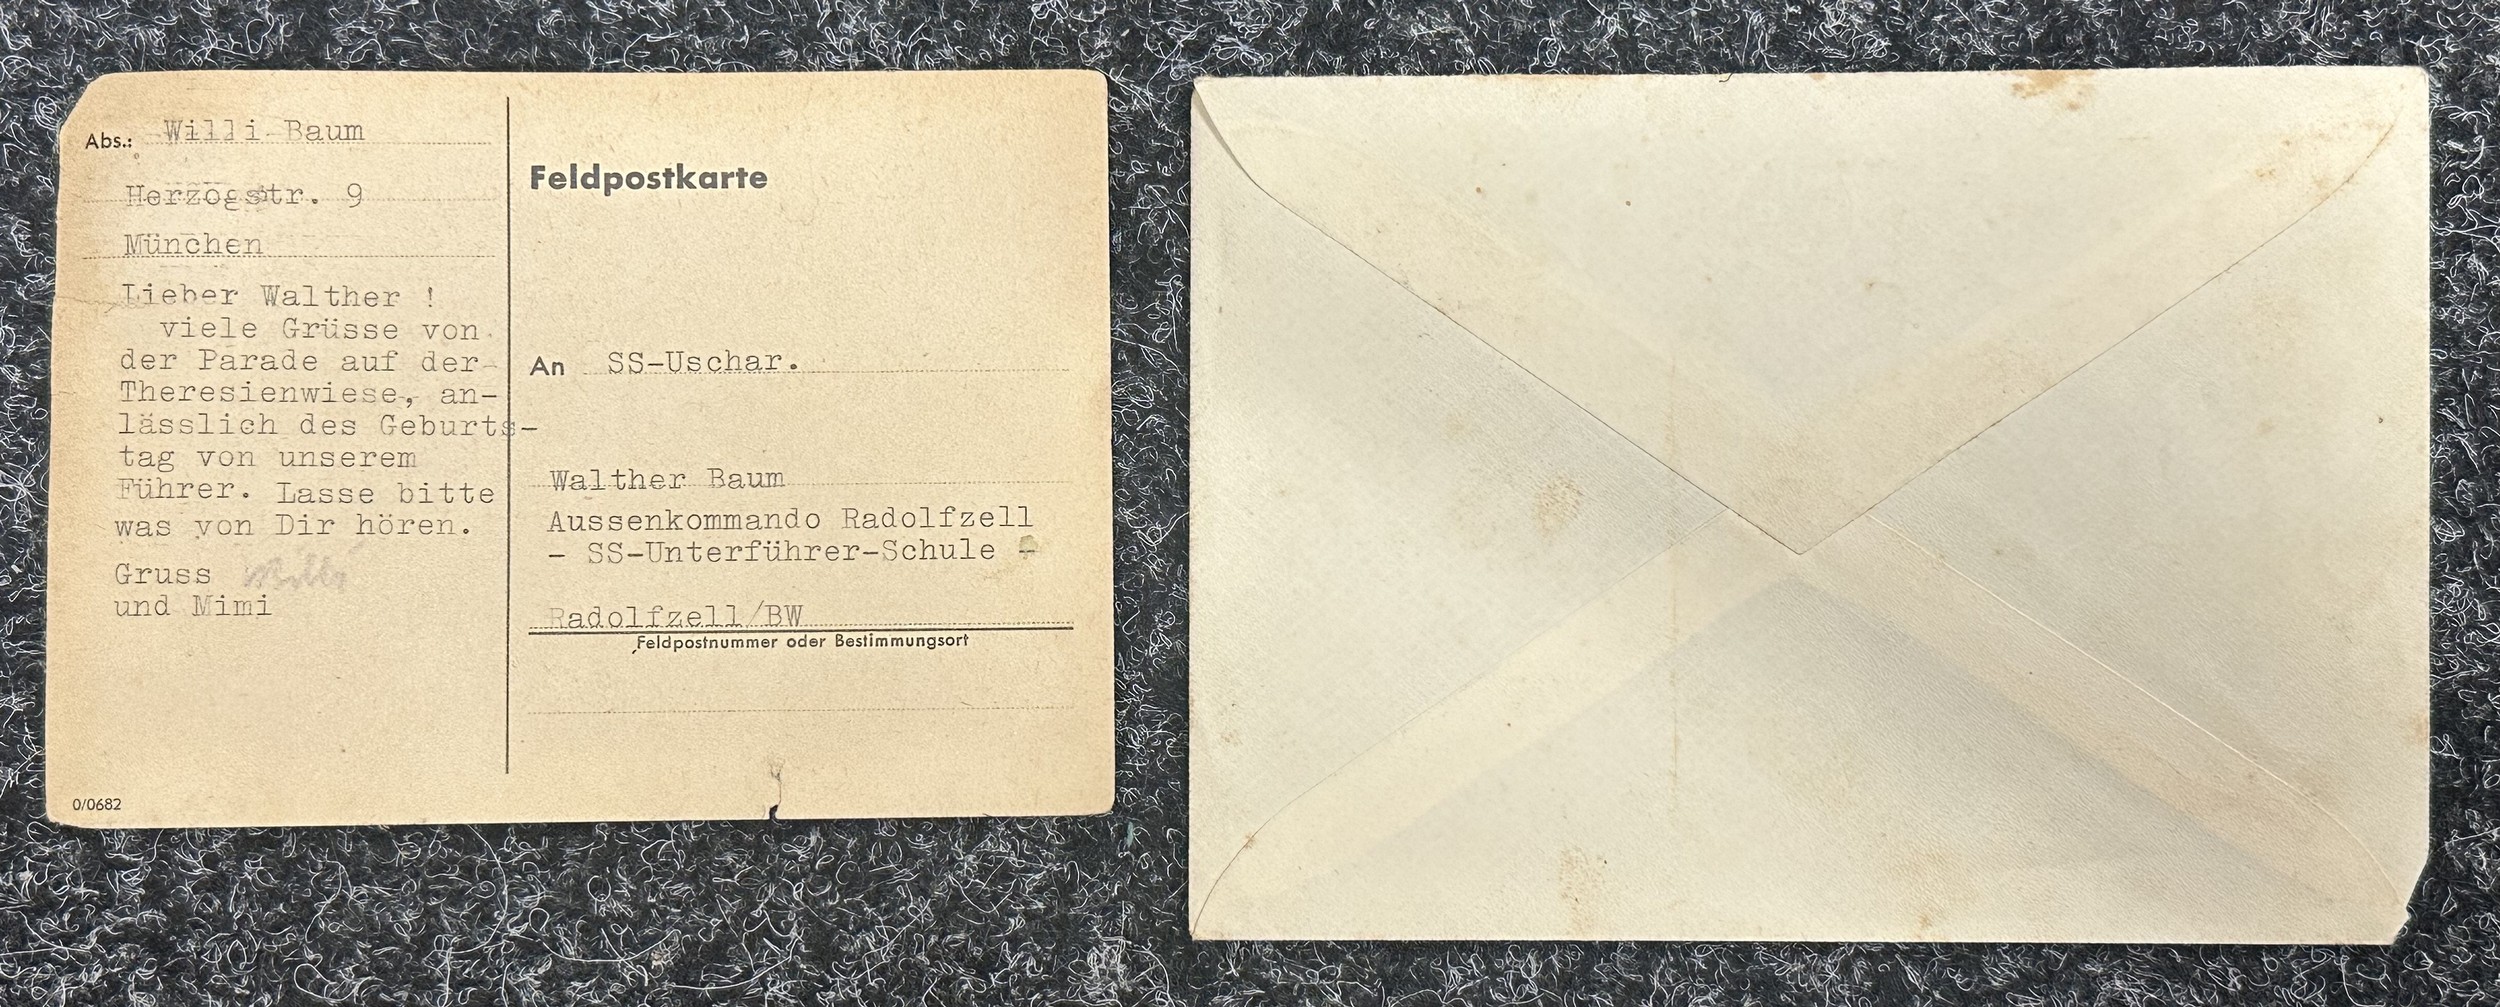 Abs.: Willi Baum
Herzogstr. 9
München
Lieber Walther !
viele Grüsse von
der Parade auf der
Theresienwiese, an-
lässlich des Geburts-
tag von unserem
Führer. Lasse bitte
was von Dir hören.
Gruss Willi
und Mimi
0/0682
Feldpostkarte
An SS-Uschar.
Walther Baum
Aussenkommando Radolfzell
- SS-Unterführer-Schule -
Radolfzell/BW
Feldpostnummer oder Bestimmungsort